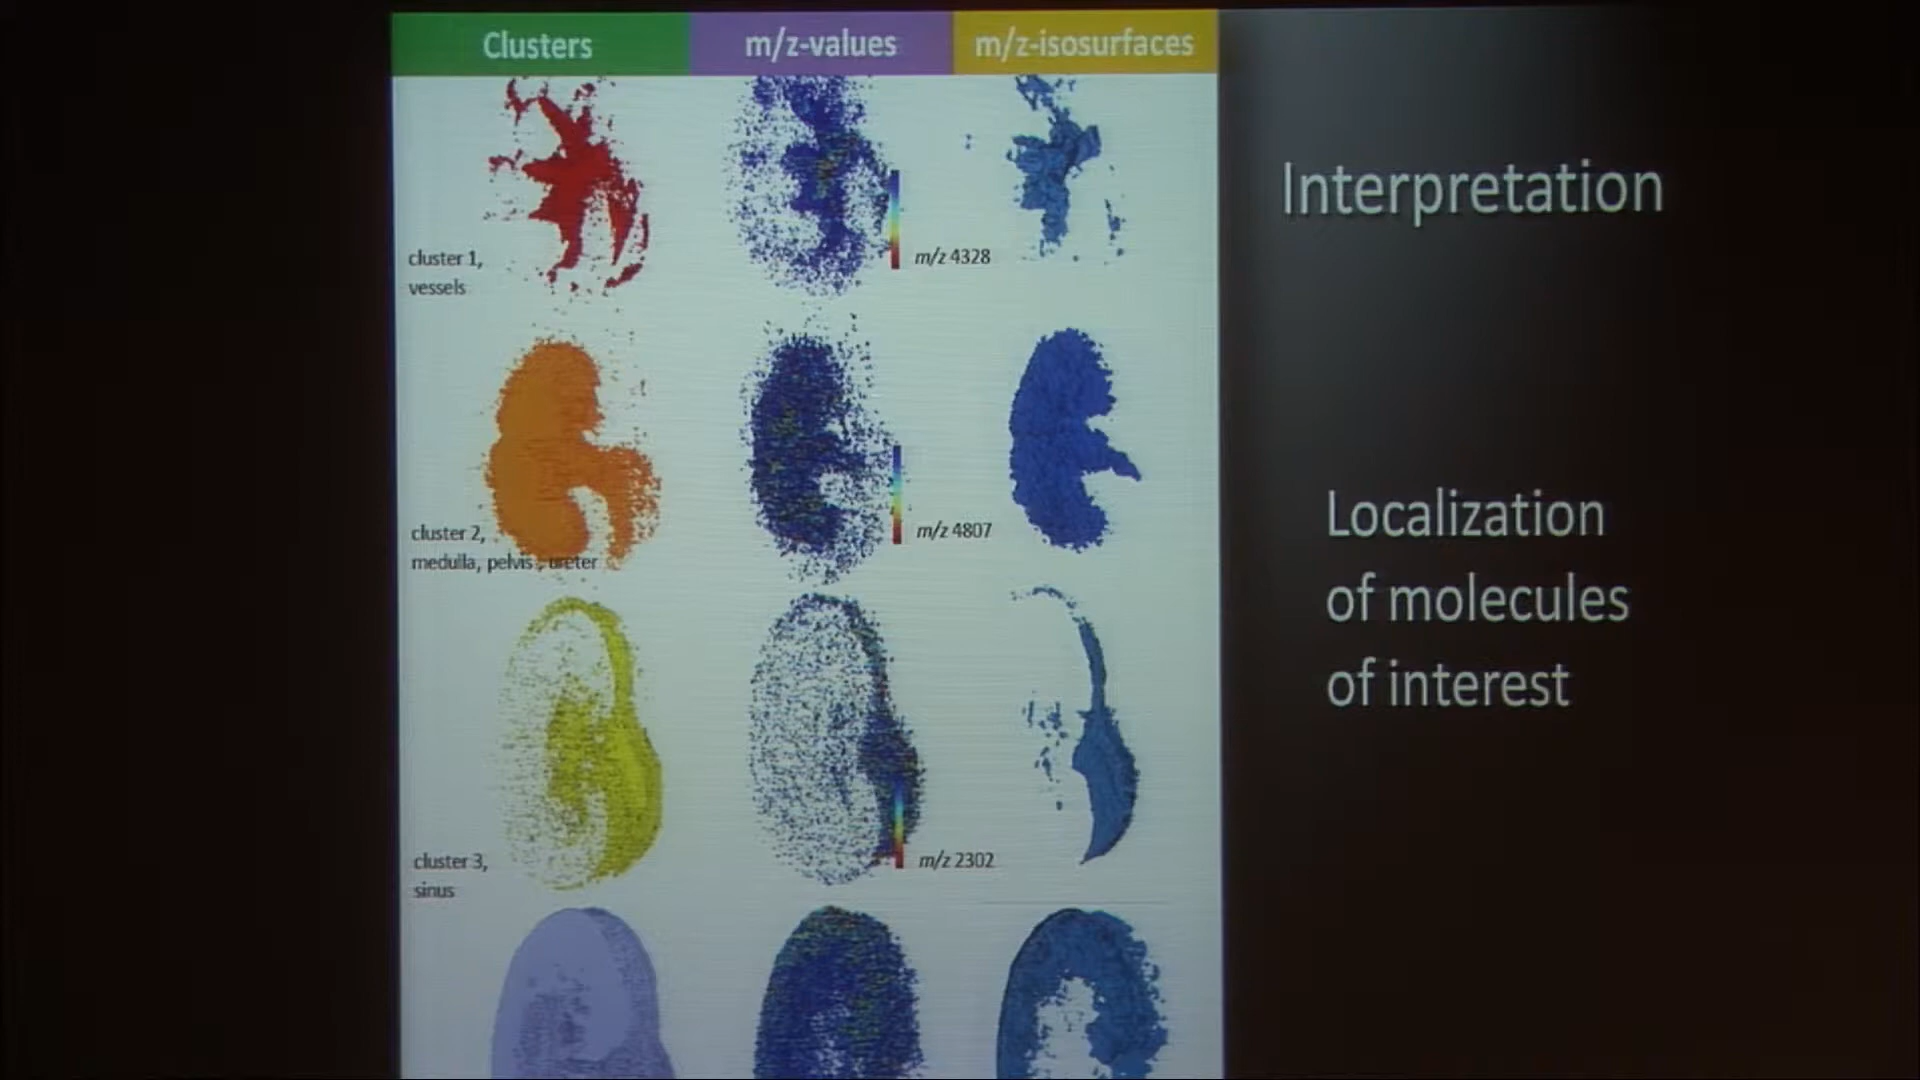 Clusters
m/z-values
m/z-isosurfaces
cluster 1,
vessels
m/z 4328
cluster 2,
medulla, pelvis, ureter
m/z 4807
cluster 3,
sinus
m/z 2302
Interpretation
Localization
of molecules
of interest